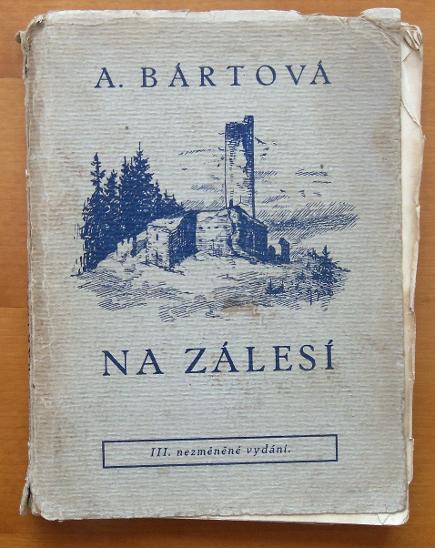 A. BÁRTOVÁ
NA ZÁLESÍ
III. nezměněné vydání.